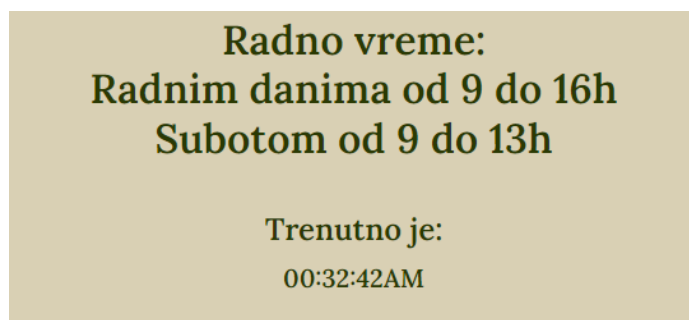 Radno vreme:
Radnim danima od 9 do 16h
Subotom od 9 do 13h
Trenutno je:
00:32:42AM